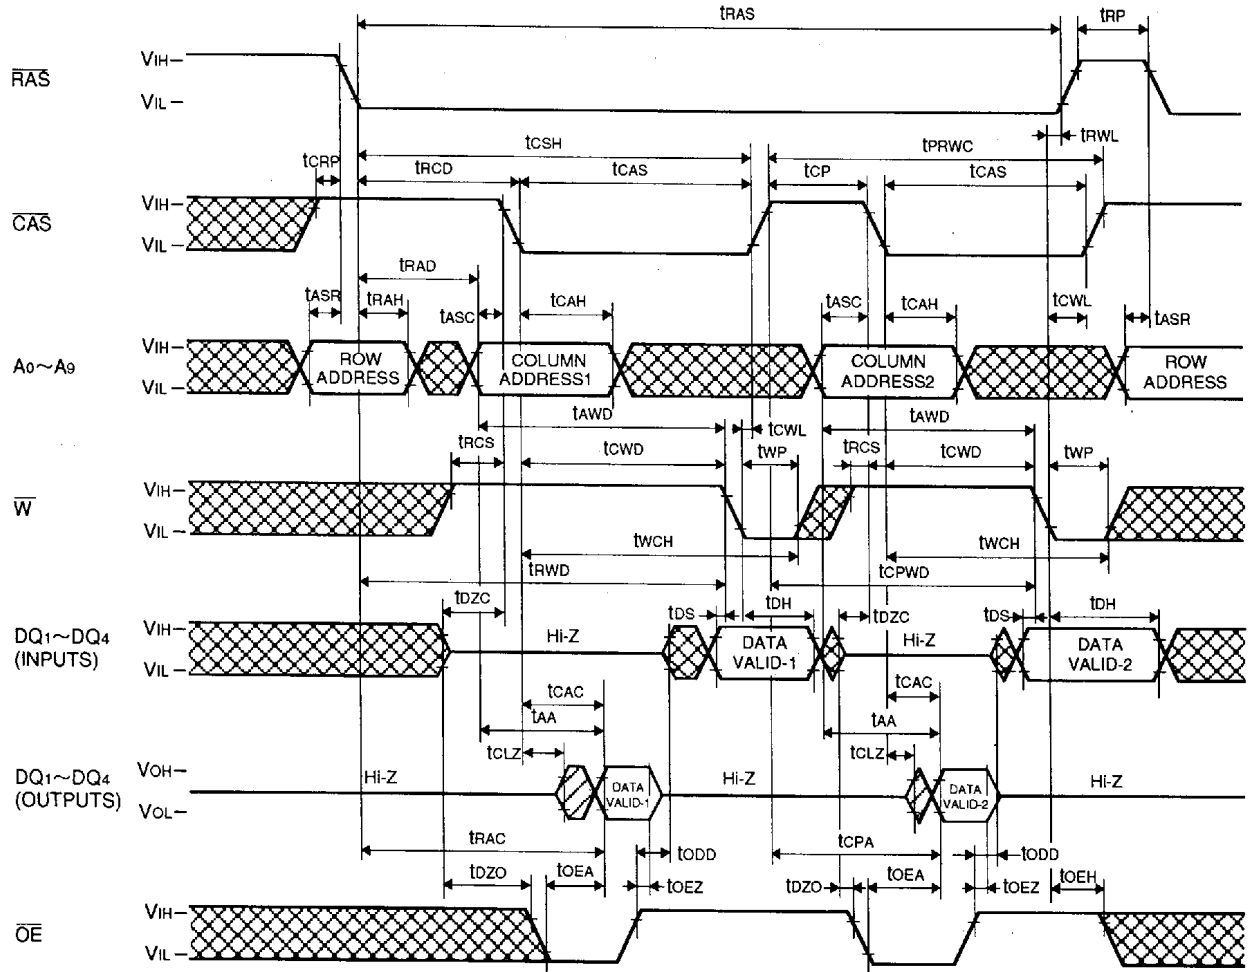 tRAS tRP
RAS VIH
VIL
tRWL
tCSH tPRWC
tCRP tRCD tCAS tCP tCAS
CAS VIH
VIL
tRAD
tASR tRAH tASC tCAH tASC tCAH tCWL tASR
A0~A9 VIH
VIL
ROW ADDRESS
COLUMN ADDRESS1
COLUMN ADDRESS2
ROW ADDRESS
tAWD tCWL tAWD
tRCS tCWD tWP tRCS tCWD tWP
W VIH
VIL
tWCH tWCH
tRWD tCPWD
tDZC tDS tDH tDZC tDS tDH
DQ1~DQ4 (INPUTS) VIH
VIL
Hi-Z
DATA VALID-1
Hi-Z
DATA VALID-2
tCAC tCAC
tAA tAA
tCLZ tCLZ
DQ1~DQ4 (OUTPUTS) VOH
VOL
Hi-Z
DATA VALID-1
Hi-Z
DATA VALID-2
Hi-Z
tRAC tODD tCPA tODD
tDZO tOEA tOEZ tDZO tOEA tOEZ tOEH
OE VIH
VIL